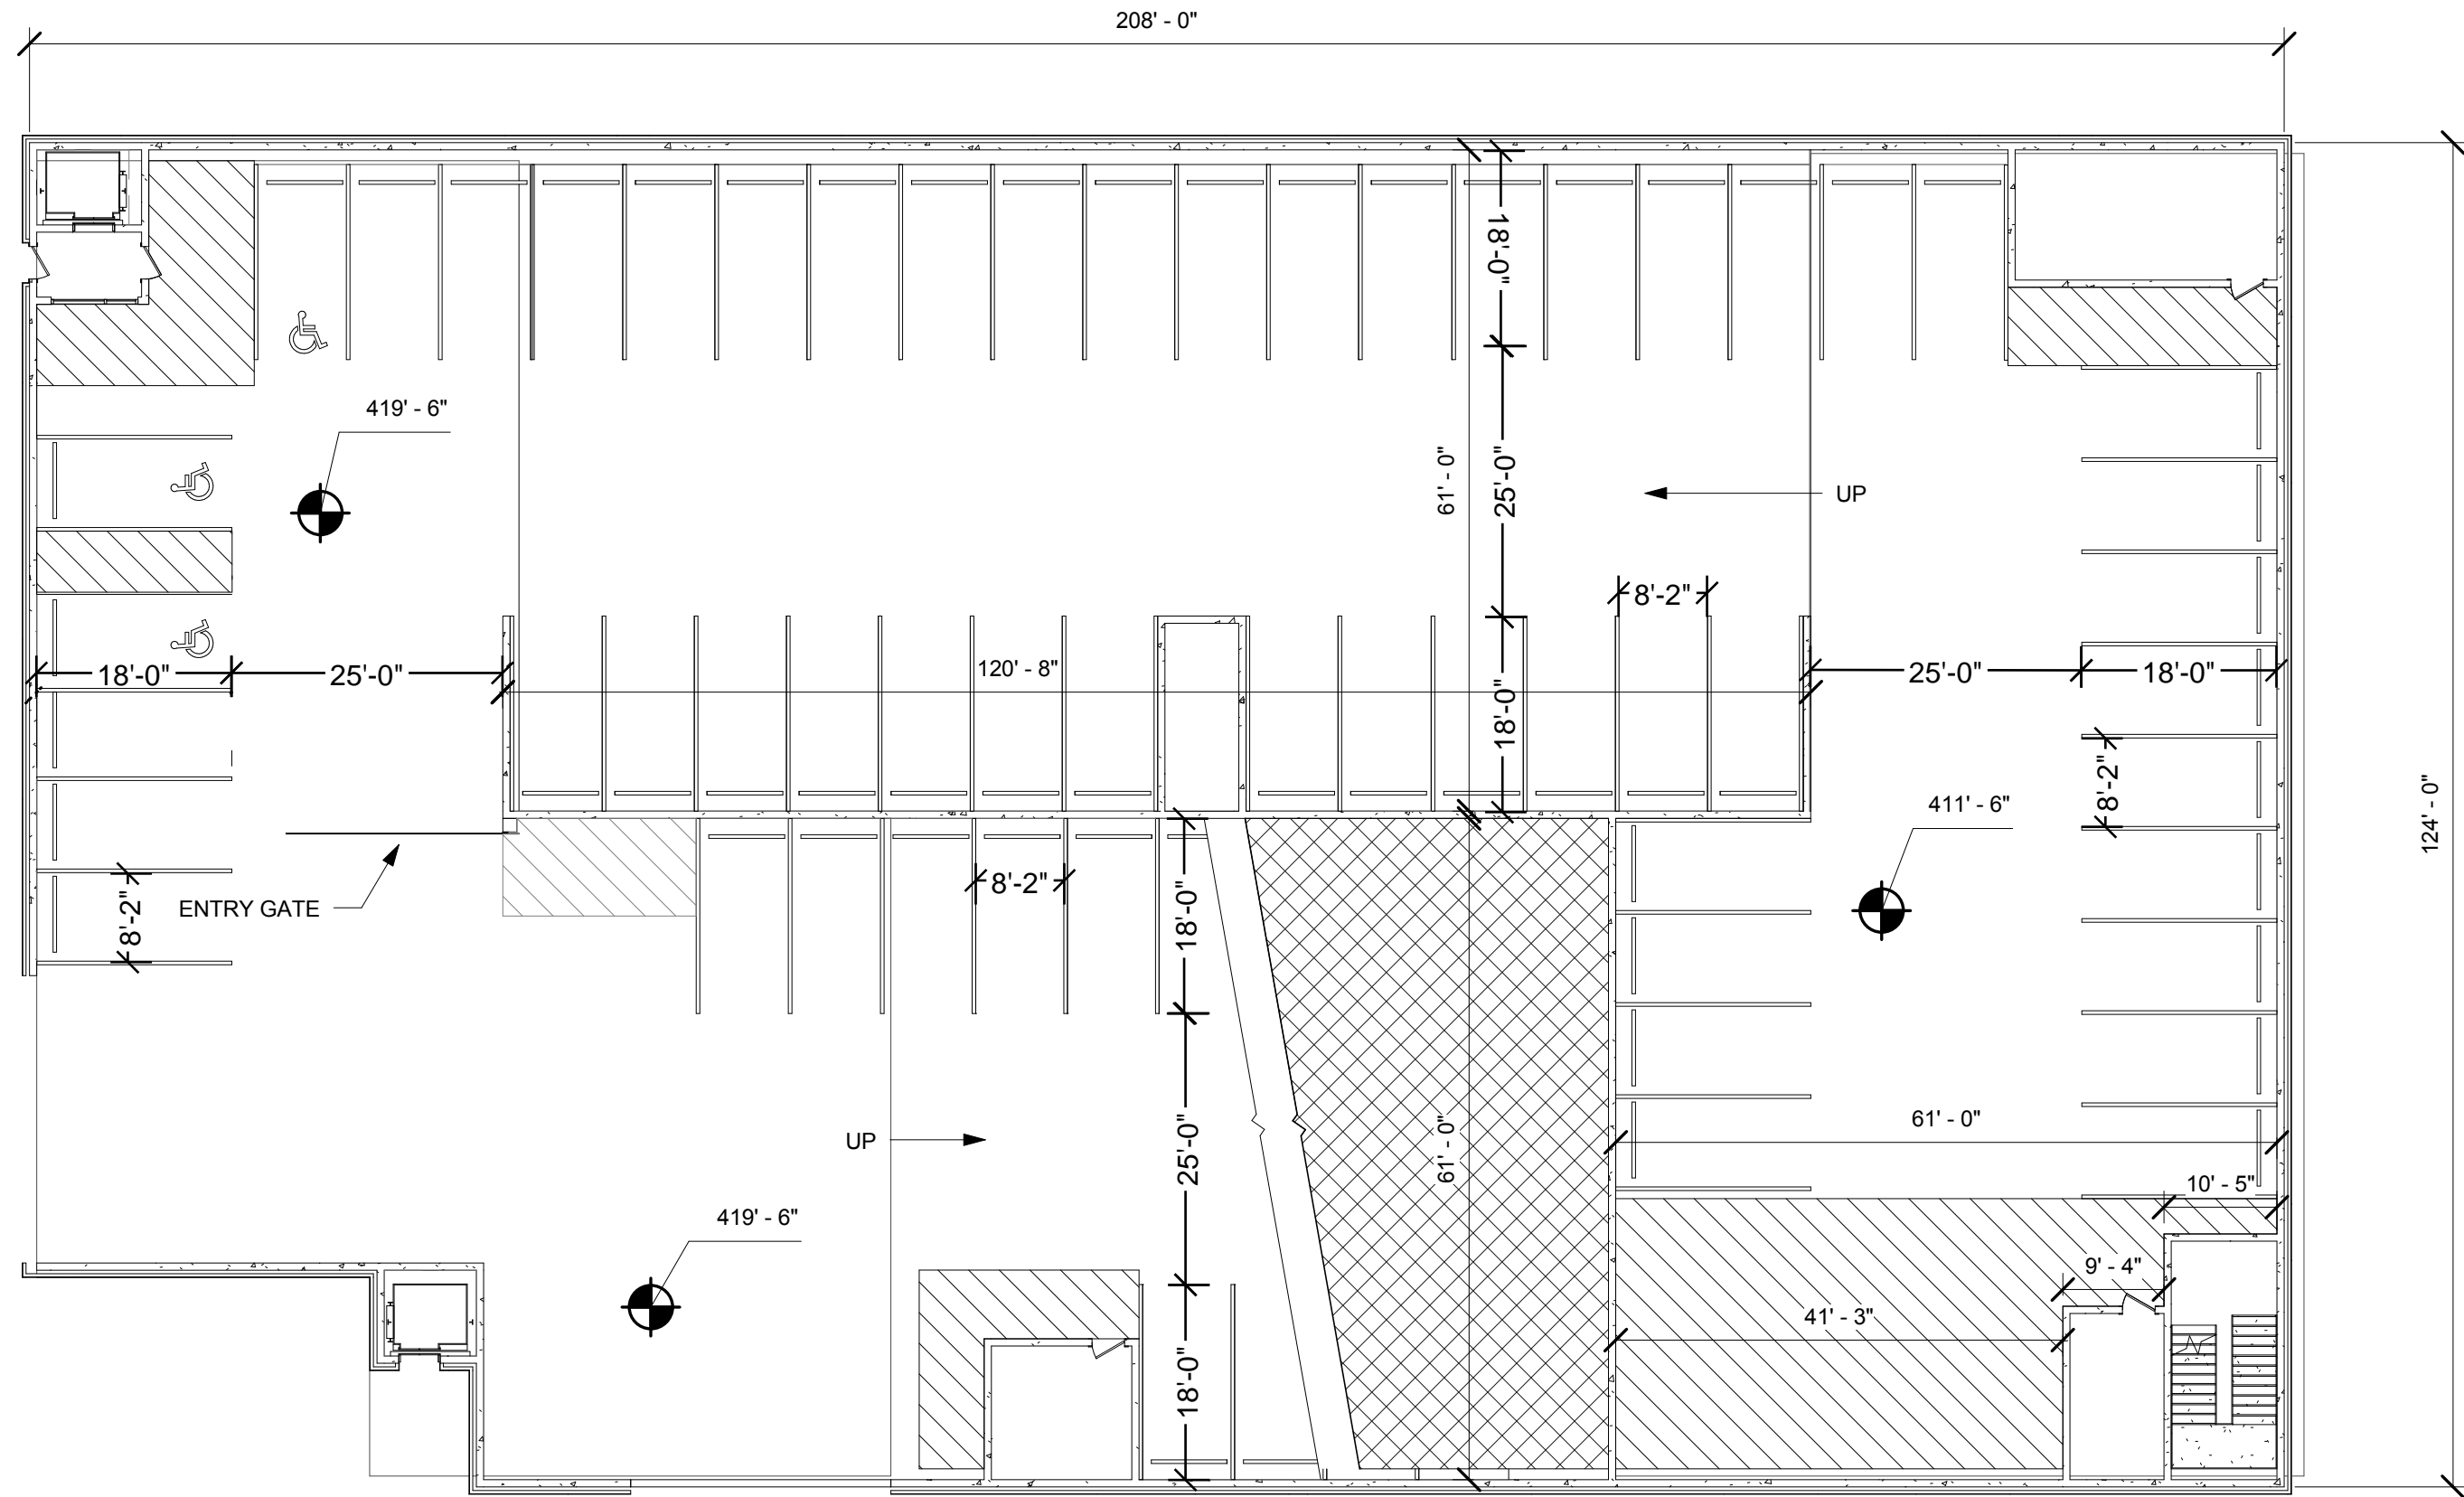 208' - 0"
18'-0"
419' - 6"
61' - 0"
25'-0"
UP
8'-2"
120' - 8"
18'-0"
25'-0"
18'-0"
25'-0"
18'-0"
8'-2"
411' - 6"
124' - 0"
8'-2"
ENTRY GATE
8'-2"
18'-0"
UP
25'-0"
61' - 0"
61' - 0"
10' - 5"
419' - 6"
9' - 4"
41' - 3"
18'-0"